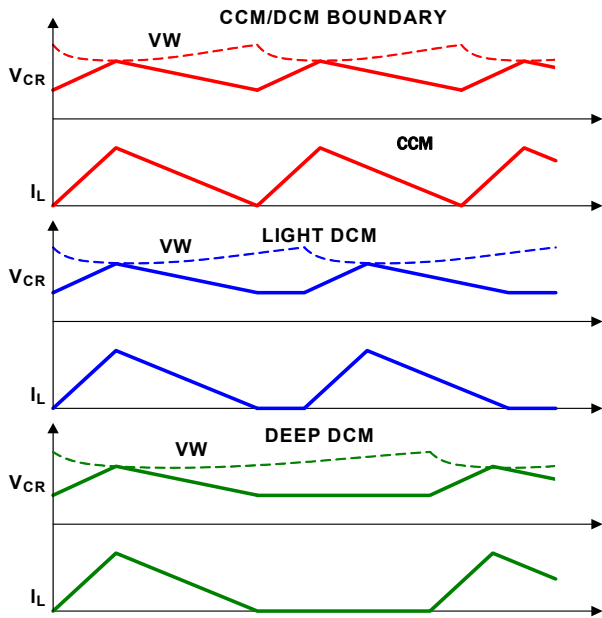 CCM/DCM BOUNDARY
VW
VCR
CCM
IL
LIGHT DCM
VW
VCR
IL
DEEP DCM
VW
VCR
IL